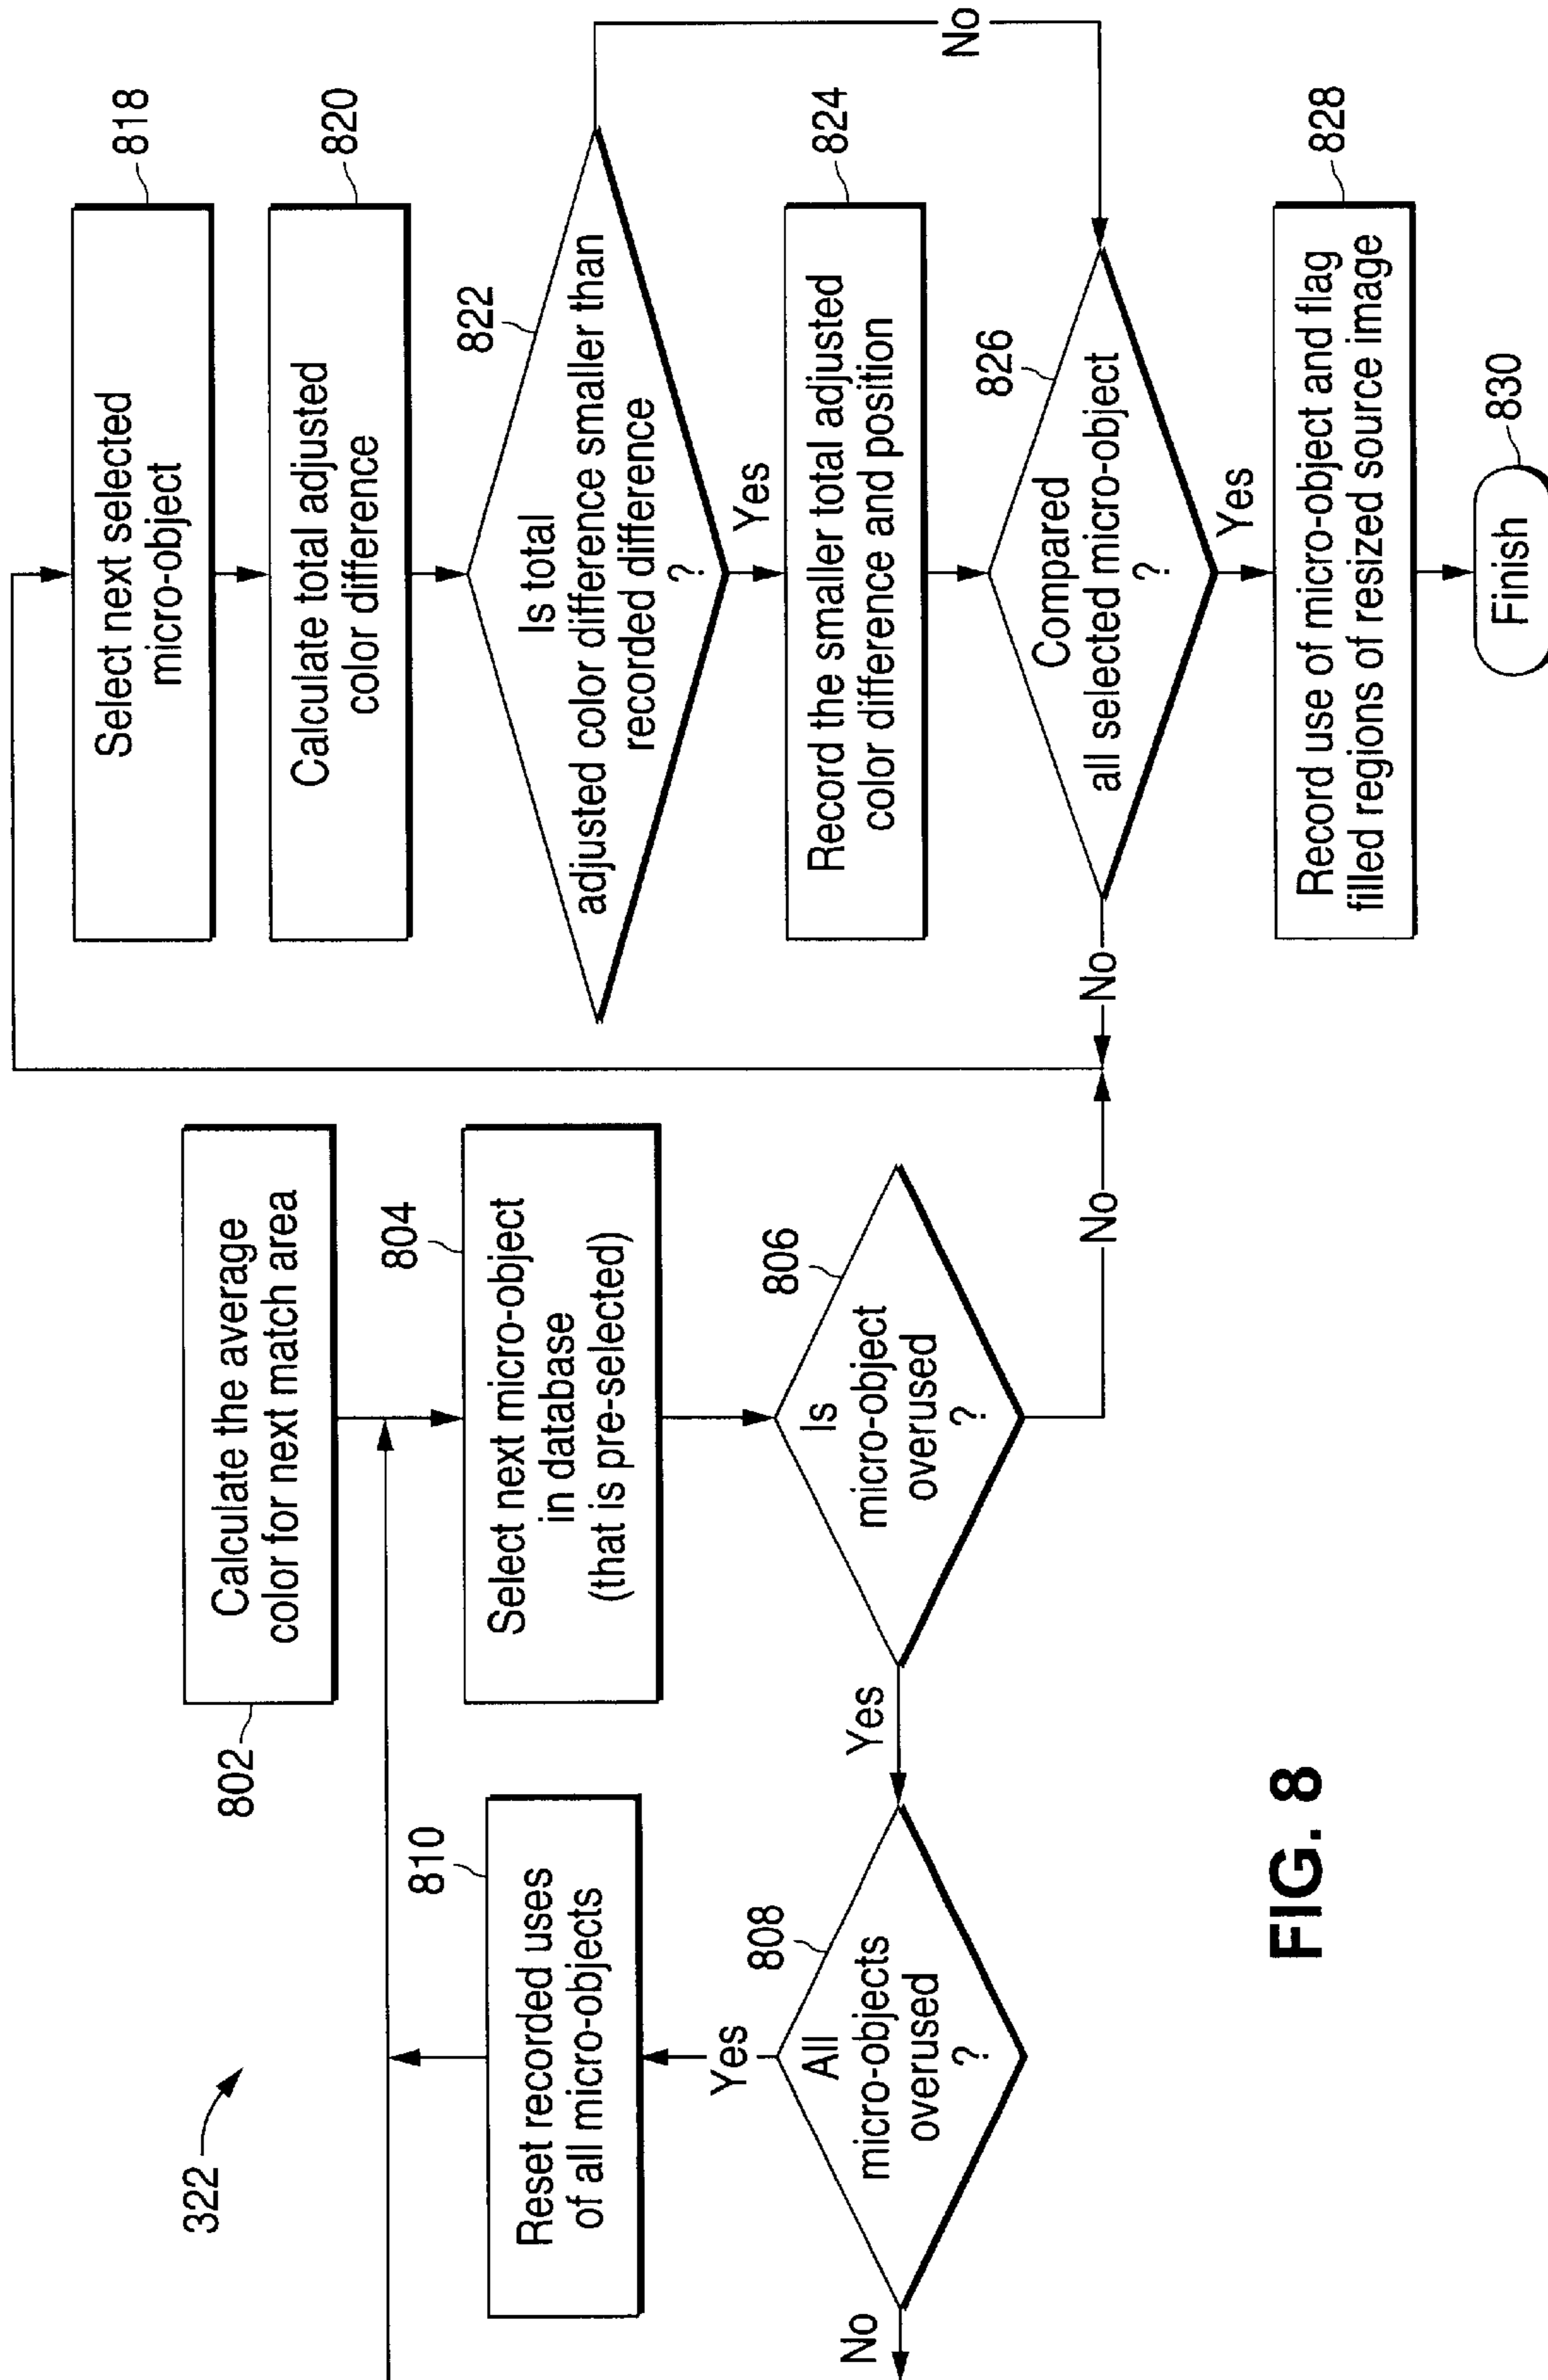 322
802
Calculate the average
color for next match area
804
Select next micro-object
in database
(that is pre-selected)
806
Is
micro-object
overused
?
Yes
No
808
All
micro-objects
overused
?
Yes
No
810
Reset recorded uses
of all micro-objects
818
Select next selected
micro-object
820
Calculate total adjusted
color difference
822
Is total
adjusted color difference smaller than
recorded difference
?
Yes
No
824
Record the smaller total adjusted
color difference and position
826
Compared
all selected micro-object
?
No
Yes
828
Record use of micro-object and flag
filled regions of resized source image
830
Finish
FIG. 8